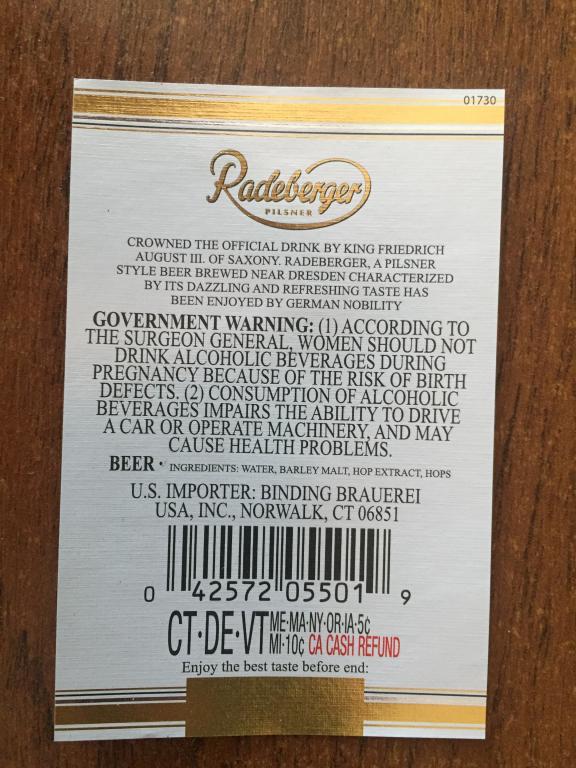 01730
Radeberger
PILSNER
CROWNED THE OFFICIAL DRINK BY KING FRIEDRICH
AUGUST III. OF SAXONY. RADEBERGER, A PILSNER
STYLE BEER BREWED NEAR DRESDEN CHARACTERIZED
BY ITS DAZZLING AND REFRESHING TASTE HAS
BEEN ENJOYED BY GERMAN NOBILITY
GOVERNMENT WARNING: (1) ACCORDING TO
THE SURGEON GENERAL, WOMEN SHOULD NOT
DRINK ALCOHOLIC BEVERAGES DURING
PREGNANCY BECAUSE OF THE RISK OF BIRTH
DEFECTS. (2) CONSUMPTION OF ALCOHOLIC
BEVERAGES IMPAIRS THE ABILITY TO DRIVE
A CAR OR OPERATE MACHINERY, AND MAY
CAUSE HEALTH PROBLEMS.
BEER · INGREDIENTS: WATER, BARLEY MALT, HOP EXTRACT, HOPS
U.S. IMPORTER: BINDING BRAUEREI
USA, INC., NORWALK, CT 06851
0 42572 05501 9
CT·DE·VT ME·MA·NY·OR·IA·5¢
MI·10¢ CA CASH REFUND
Enjoy the best taste before end: